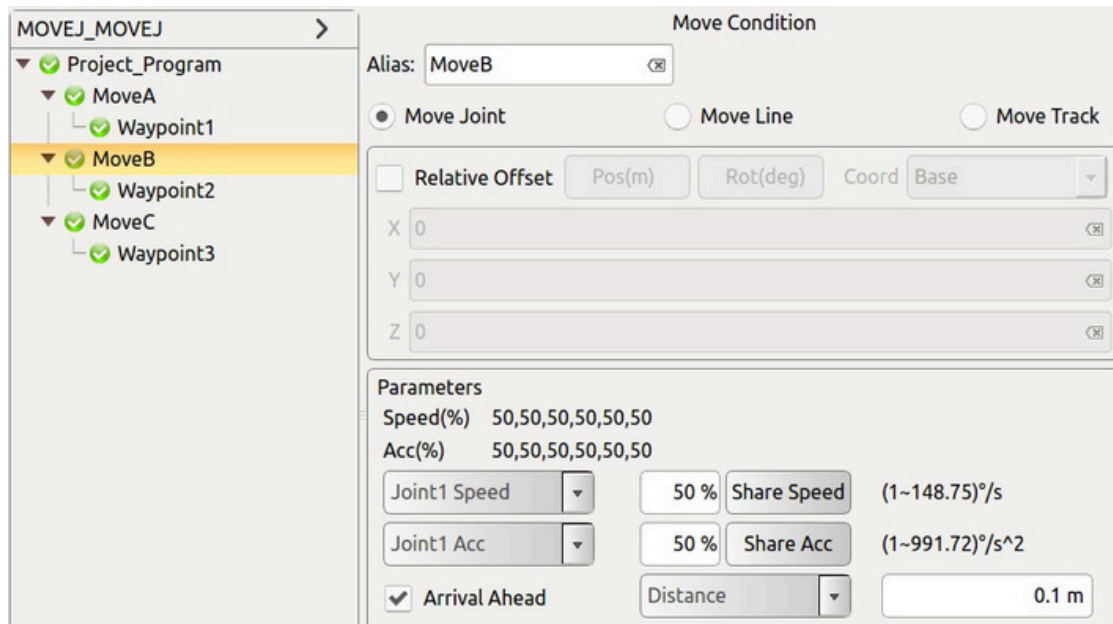 MOVEJ_MOVEJ
Project_Program
MoveA
Waypoint1
MoveB
Waypoint2
MoveC
Waypoint3
Move Condition
Alias: MoveB
Move Joint Move Line Move Track
Relative Offset Pos(m) Rot(deg) Coord Base
X 0
Y 0
Z 0
Parameters
Speed(%) 50,50,50,50,50,50
Acc(%) 50,50,50,50,50,50
Joint1 Speed 50 % Share Speed (1~148.75)°/s
Joint1 Acc 50 % Share Acc (1~991.72)°/s^2
Arrival Ahead Distance 0.1 m